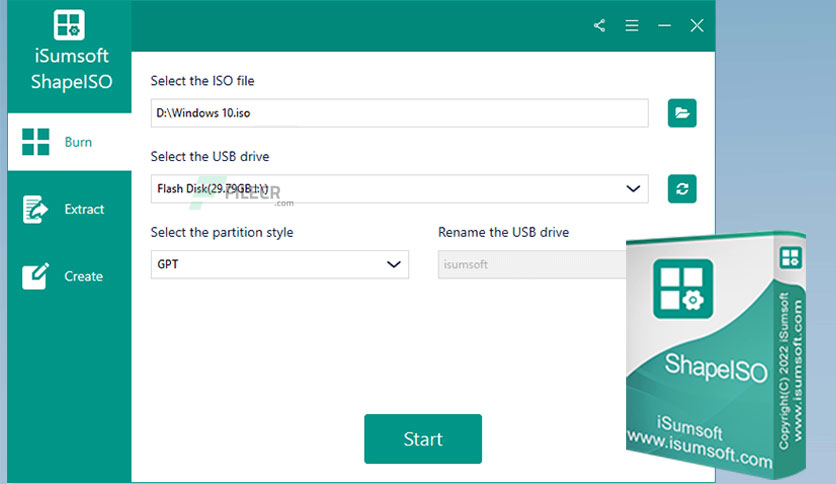 iSumsoft
ShapeISO
Select the ISO file
D:\Windows 10.iso
Burn
Select the USB drive
Flash Disk(29.79GB I:\)
FILECR
.com
Extract
Select the partition style
Rename the USB drive
GPT
isumsoft
Create
Start
ShapeISO
iSumsoft
www.isumsoft.com
Copyright(C) 2022 iSumsoft
www.isumsoft.com